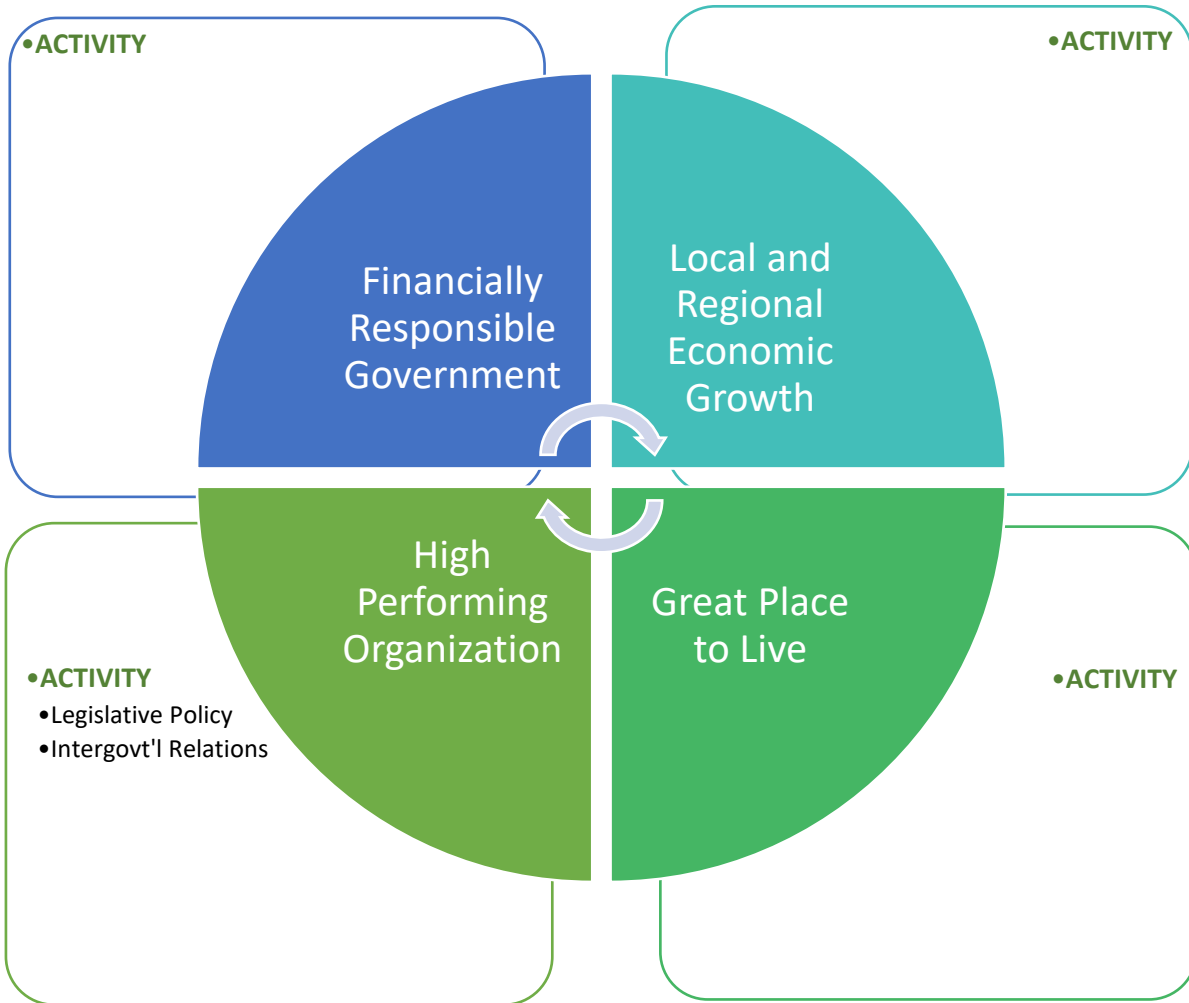 •ACTIVITY
•ACTIVITY
Financially
Responsible
Government
Local and
Regional
Economic
Growth
High
Performing
Organization
Great Place
to Live
•ACTIVITY
•Legislative Policy
•Intergovt'l Relations
•ACTIVITY